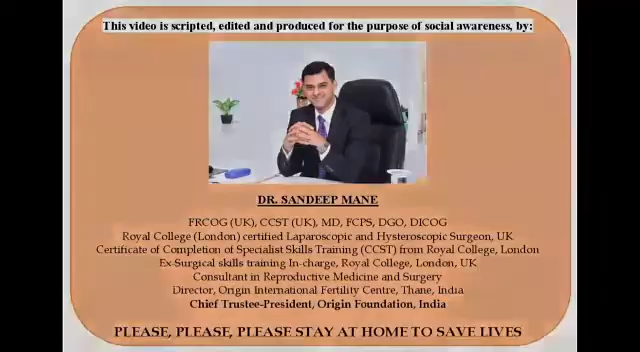 This video is scripted, edited and produced for the purpose of social awareness, by:
DR. SANDEEP MANE
FRCOG (UK), CCST (UK), MD, FCPS, DGO, DICOG
Royal College (London) certified Laparoscopic and Hysteroscopic Surgeon, UK
Certificate of Completion of Specialist Skills Training (CCST) from Royal College, London
Ex-Surgical skills training In-charge, Royal College, London, UK
Consultant in Reproductive Medicine and Surgery
Director, Origin International Fertility Centre, Thane, India
Chief Trustee-President, Origin Foundation, India
PLEASE, PLEASE, PLEASE STAY AT HOME TO SAVE LIVES